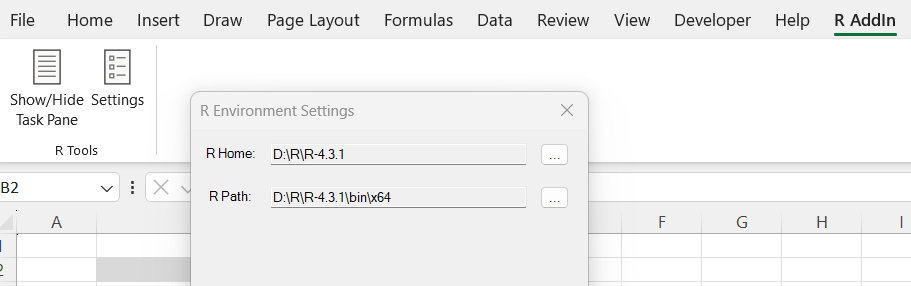 File Home Insert Draw Page Layout Formulas Data Review View Developer Help R AddIn
Show/Hide Task Pane
Settings
R Tools
R Environment Settings
R Home: D:\R\R-4.3.1 ...
R Path: D:\R\R-4.3.1\bin\x64 ...
B2
A F G H I
1
2